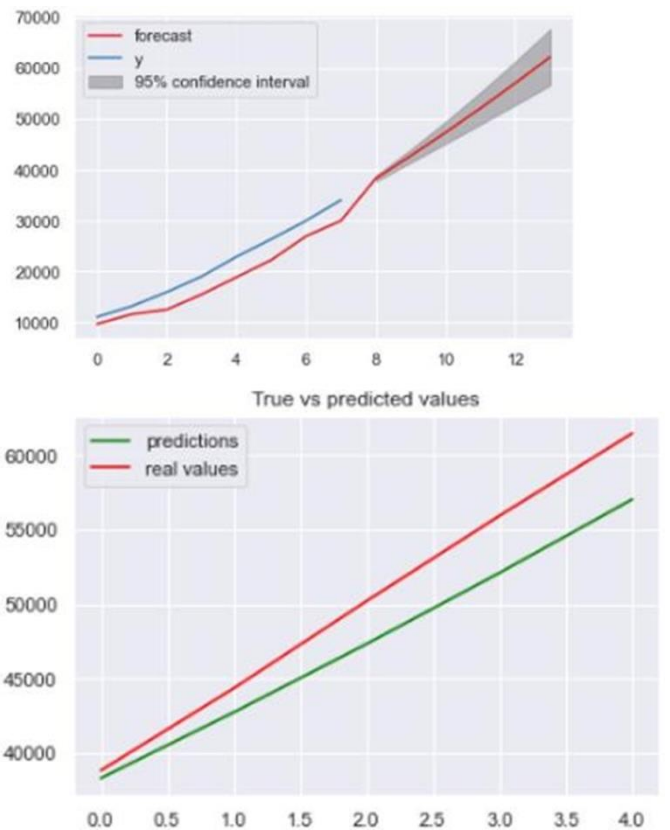 70000
60000
50000
40000
30000
20000
10000
forecast
y
95% confidence interval
0 2 4 6 8 10 12
True vs predicted values
predictions
real values
60000
55000
50000
45000
40000
0.0 0.5 1.0 1.5 2.0 2.5 3.0 3.5 4.0